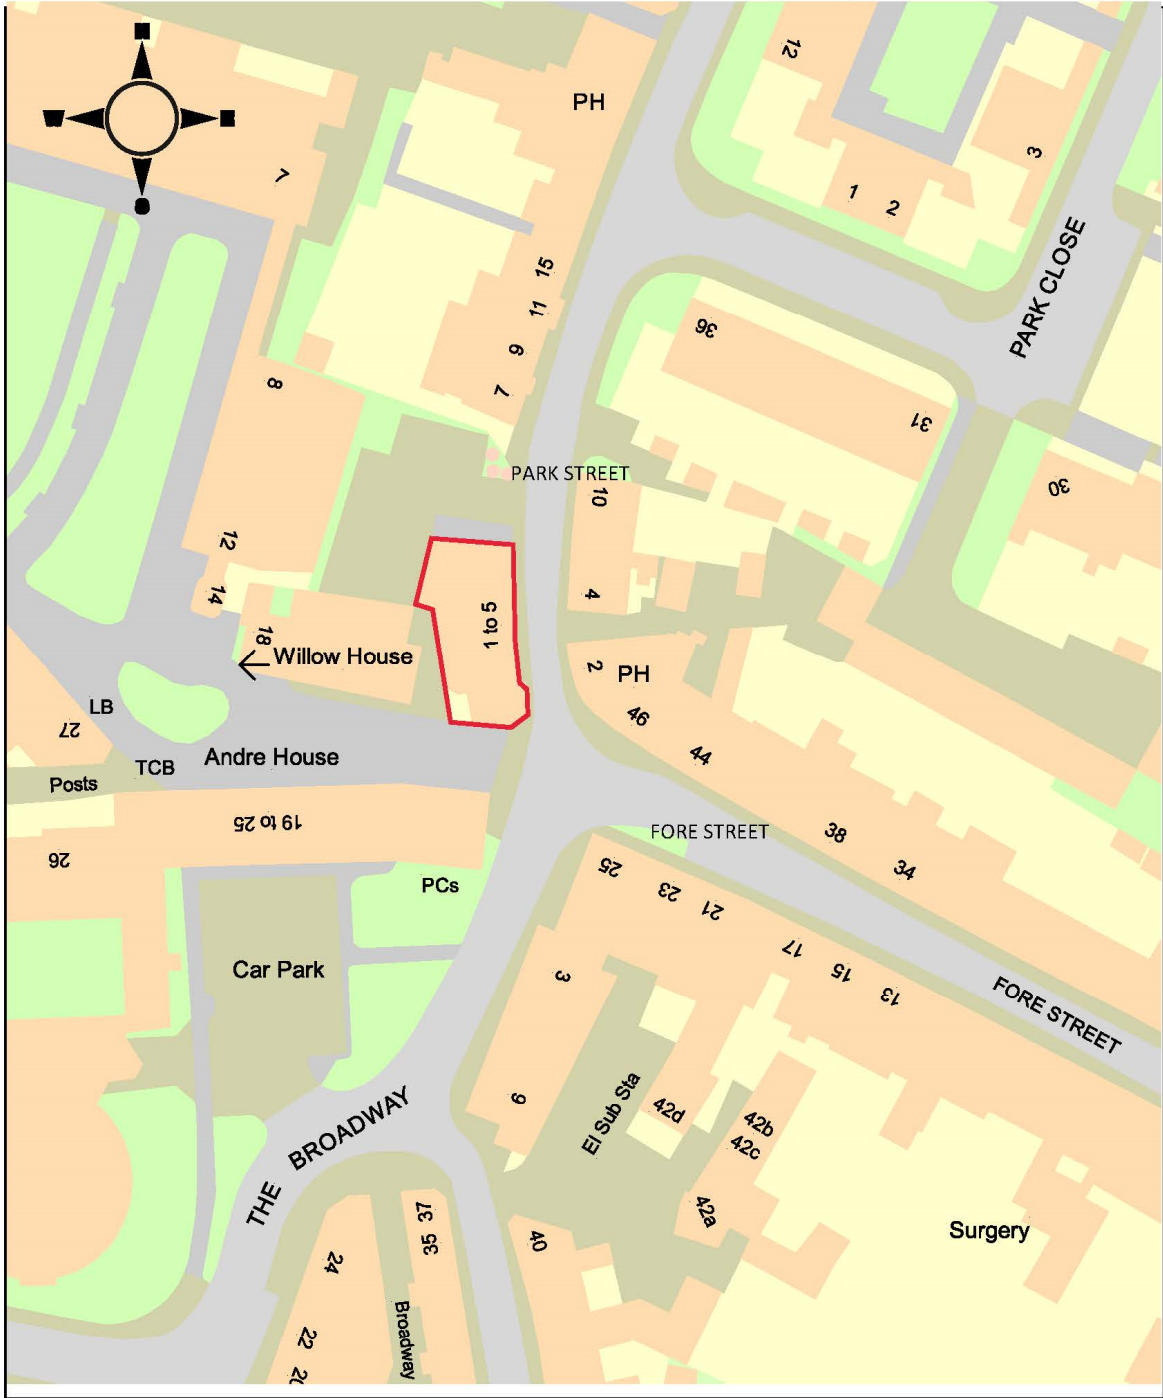 PH
12
7
1
2
3
PARK CLOSE
15
11
9
7
36
31
8
PARK STREET
10
30
12
14
4
1 to 5
18
Willow House
2
PH
46
44
LB
27
TCB
Andre House
Posts
19 to 25
26
FORE STREET
38
34
25
23
21
17
15
13
PCs
Car Park
3
9
FORE STREET
El Sub Sta
42d
42b
42c
42a
THE BROADWAY
Surgery
24
22
35 37
40
Broadway